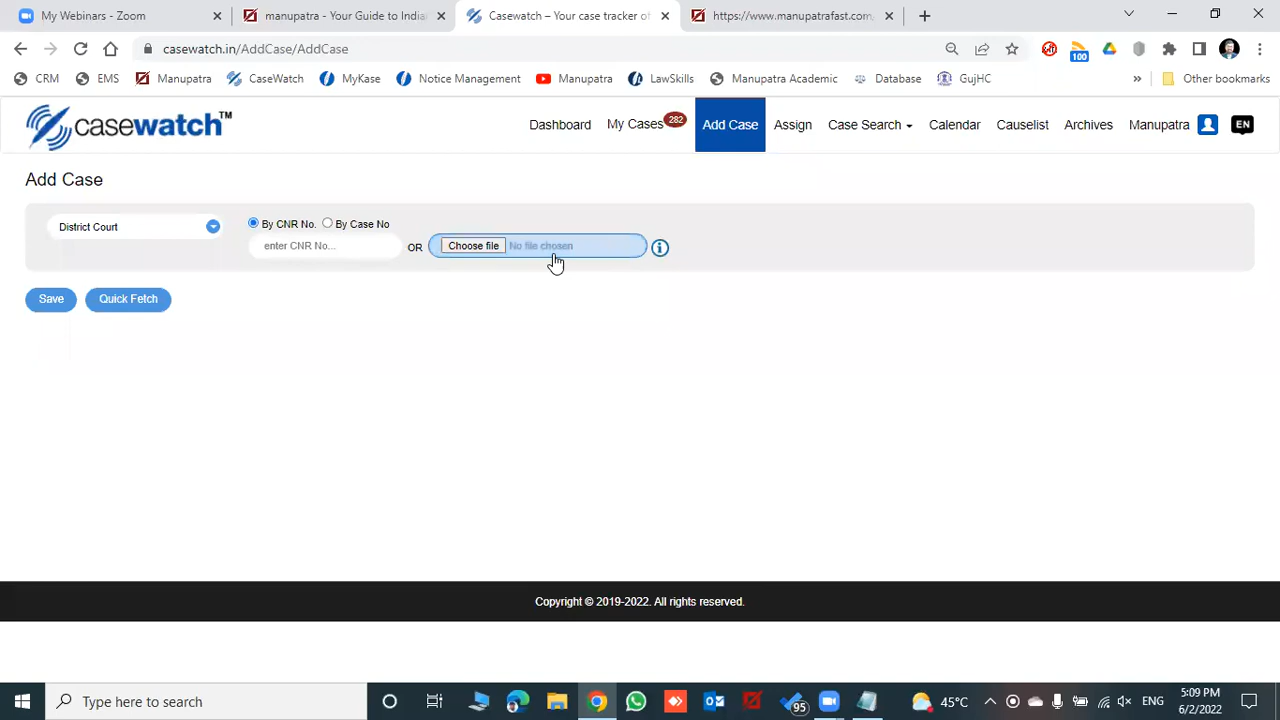 My Webinars - Zoom
manupatra - Your Guide to Indian
Casewatch – Your case tracker of
https://www.manupatrafast.com,
casewatch.in/AddCase/AddCase
100
CRM
EMS
Manupatra
CaseWatch
MyKase
Notice Management
Manupatra
LawSkills
Manupatra Academic
Database
GujHC
»
Other bookmarks
casewatch™
Dashboard
My Cases 282
Add Case
Assign
Case Search
Calendar
Causelist
Archives
Manupatra
EN
Add Case
District Court
By CNR No. By Case No
enter CNR No...
OR
Choose file No file chosen
i
Save
Quick Fetch
Copyright © 2019-2022. All rights reserved.
Type here to search
95
45°C
ENG
5:09 PM
6/2/2022